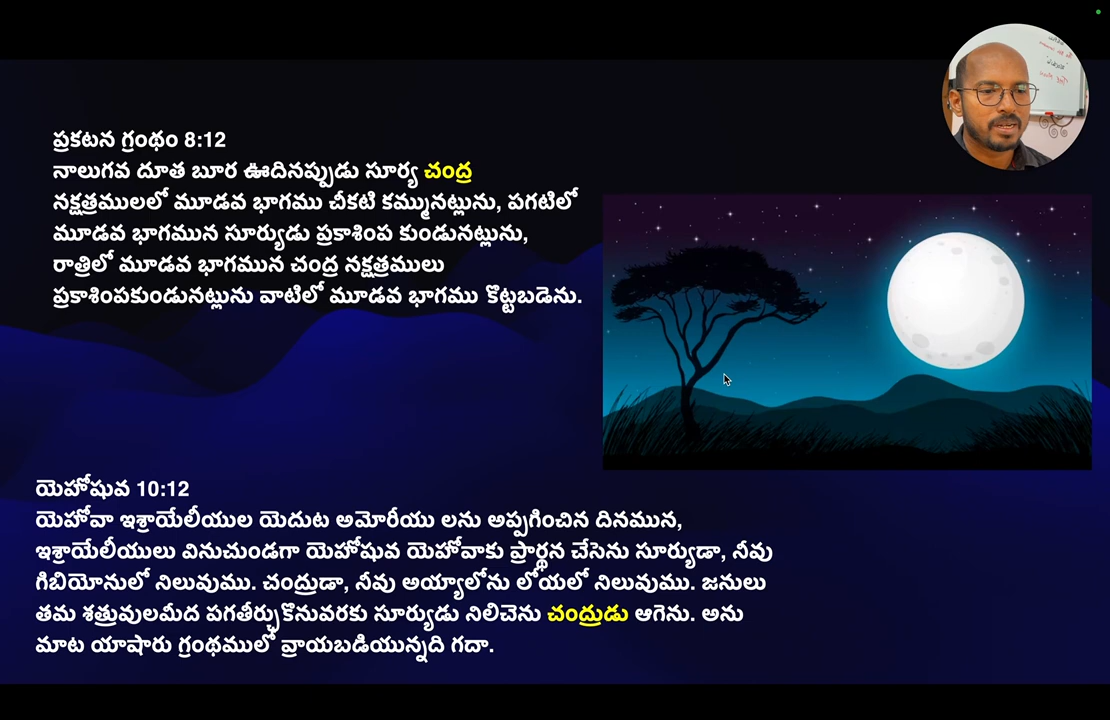 ప్రకటన గ్రంథం 8:12
నాలుగవ దూత బూర ఊదినప్పుడు సూర్య చంద్ర
నక్షత్రములలో మూడవ భాగము చీకటి కమ్మునట్లును, పగటిలో
మూడవ భాగమున సూర్యుడు ప్రకాశింప కుండునట్లును,
రాత్రిలో మూడవ భాగమున చంద్ర నక్షత్రములు
ప్రకాశింపకుండునట్లును వాటిలో మూడవ భాగము కొట్టబడెను.
యెహోషువ 10:12
యెహోవా ఇశ్రాయేలీయుల యెదుట అమోరీయు లను అప్పగించిన దినమున,
ఇశ్రాయేలీయులు వినుచుండగా యెహోషువ యెహోవాకు ప్రార్థన చేసెను సూర్యుడా, నీవు
గిబియోనులో నిలువుము. చంద్రుడా, నీవు అయ్యాలోను లోయలో నిలువుము. జనులు
తమ శత్రువులమీద పగతీర్చుకొనువరకు సూర్యుడు నిలిచెను చంద్రుడు ఆగెను. అను
మాట యాషారు గ్రంథములో వ్రాయబడియున్నది గదా.